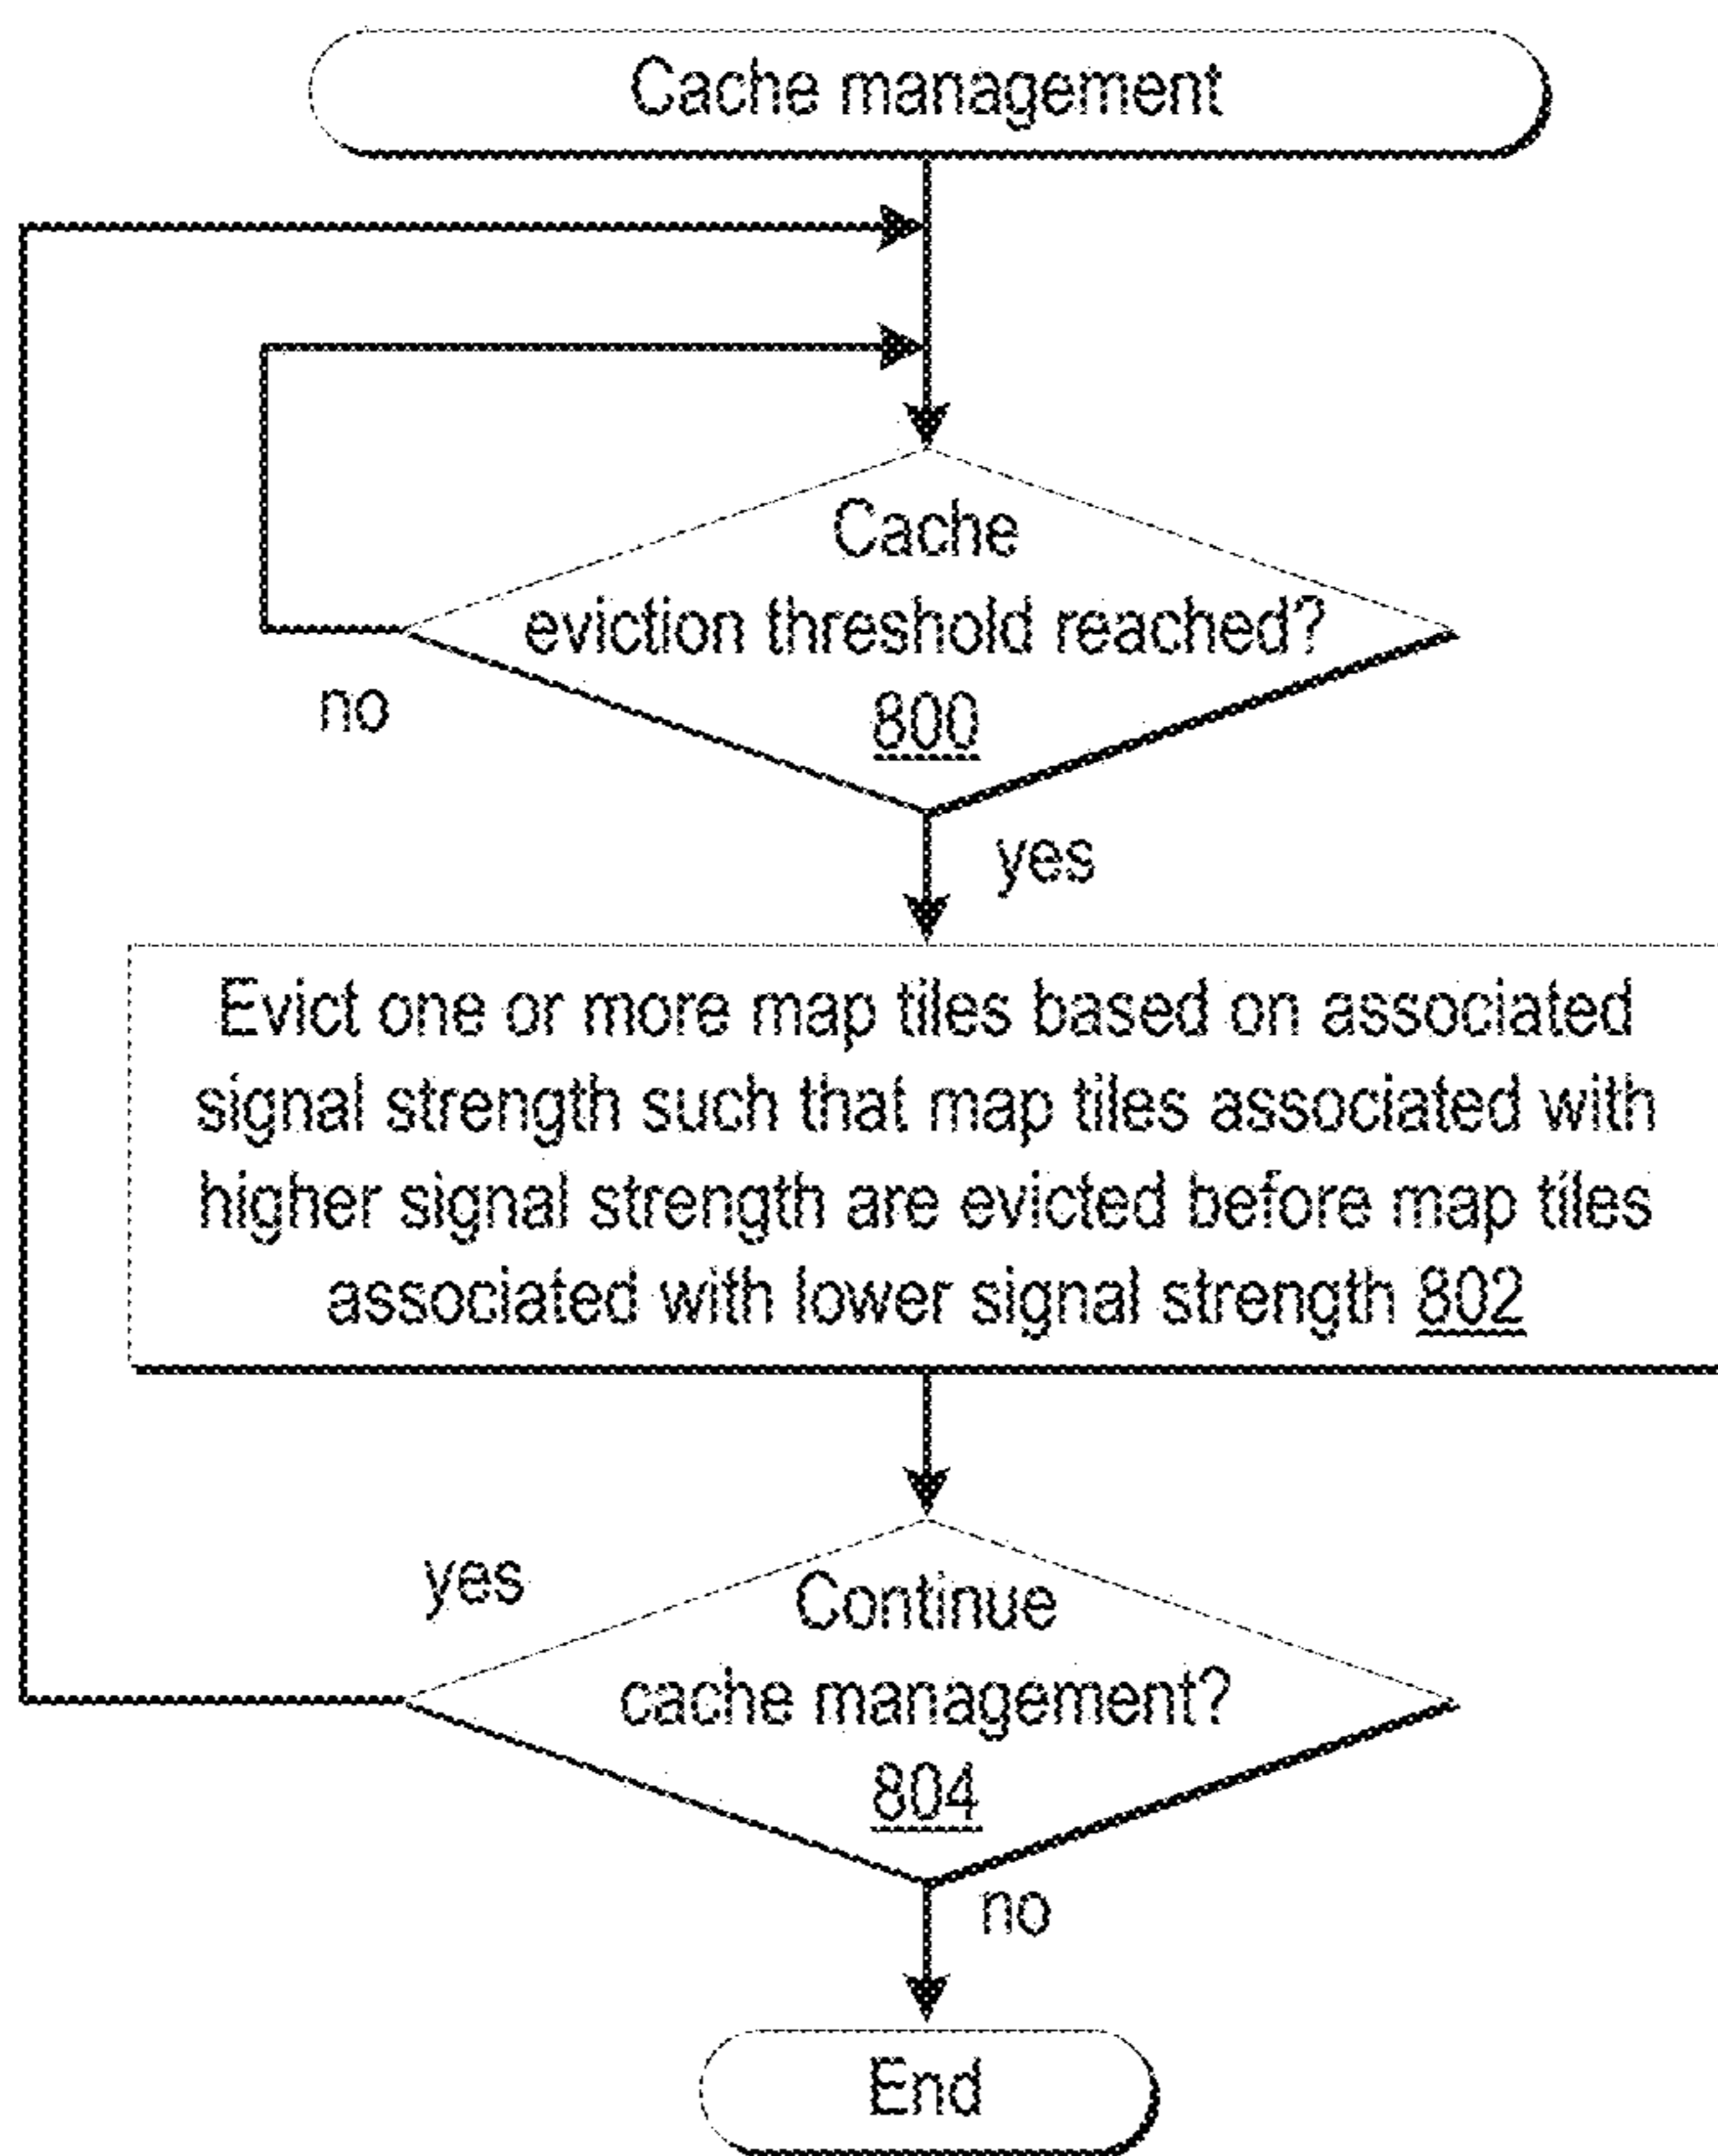 Cache management
Cache
eviction threshold reached?
800
no
yes
Evict one or more map tiles based on associated
signal strength such that map tiles associated with
higher signal strength are evicted before map tiles
associated with lower signal strength 802
yes
Continue
cache management?
804
no
End